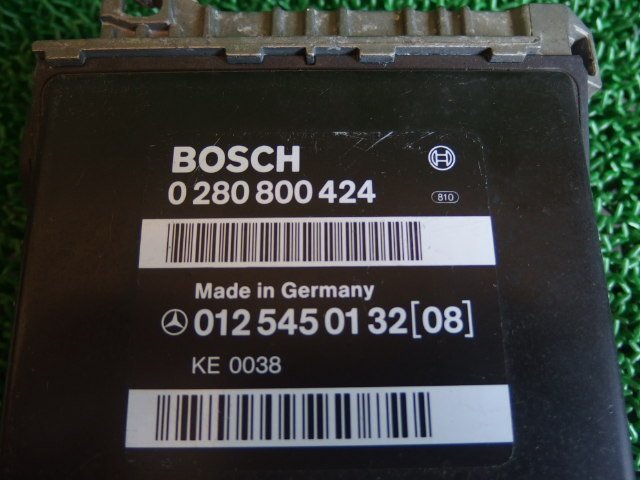 BOSCH
0 280 800 424
810
Made in Germany
012 545 01 32 [08]
KE 0038